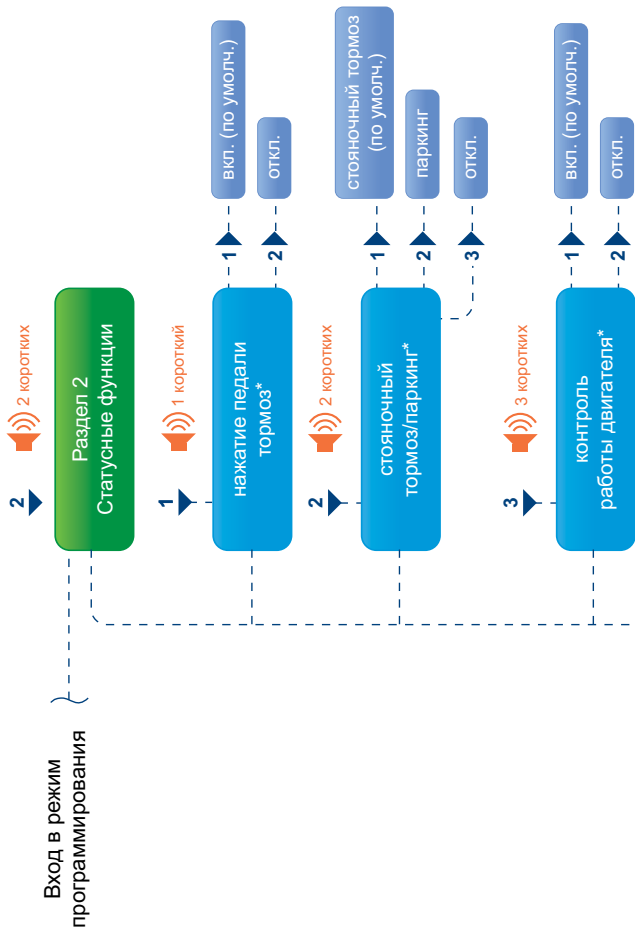 Вход в режим
программирования
2
2 коротких
Раздел 2
Статусные функции
1
1 короткий
нажатие педали
тормоз*
1
вкл. (по умолч.)
2
откл.
2
2 коротких
стояночный
тормоз/паркинг*
1
стояночный тормоз
(по умолч.)
2
паркинг
3
откл.
3
3 коротких
контроль
работы двигателя*
1
вкл. (по умолч.)
2
откл.